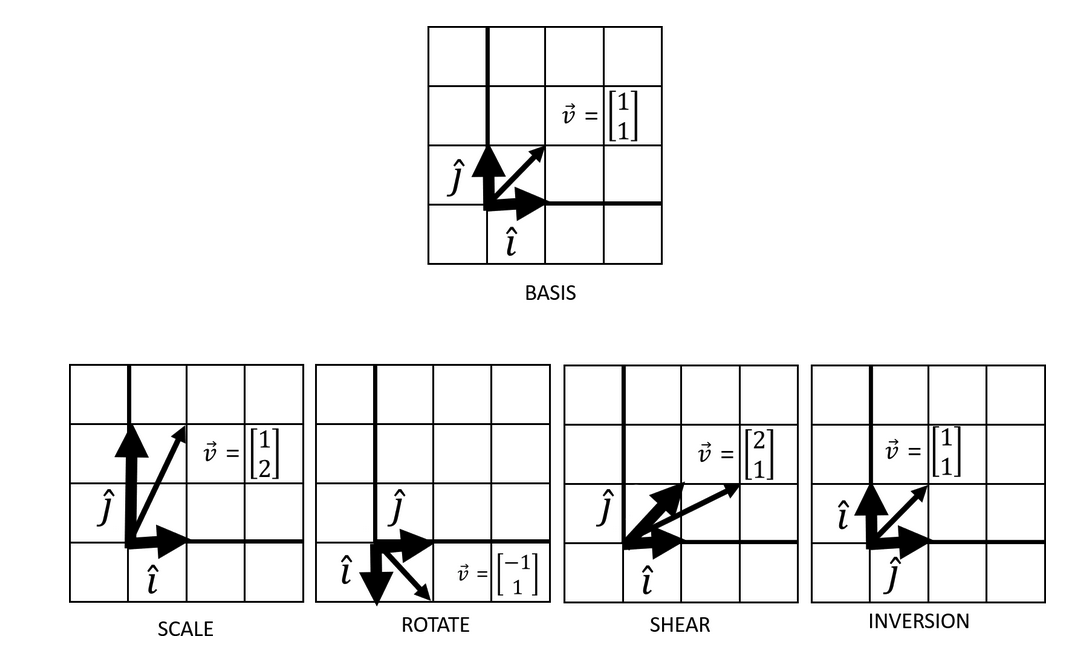 v⃗ = [1
1]
ĵ
î
BASIS
v⃗ = [1
2]
ĵ
î
SCALE
ĵ
î
v⃗ = [−1
1]
ROTATE
v⃗ = [2
1]
ĵ
î
SHEAR
v⃗ = [1
1]
î
ĵ
INVERSION